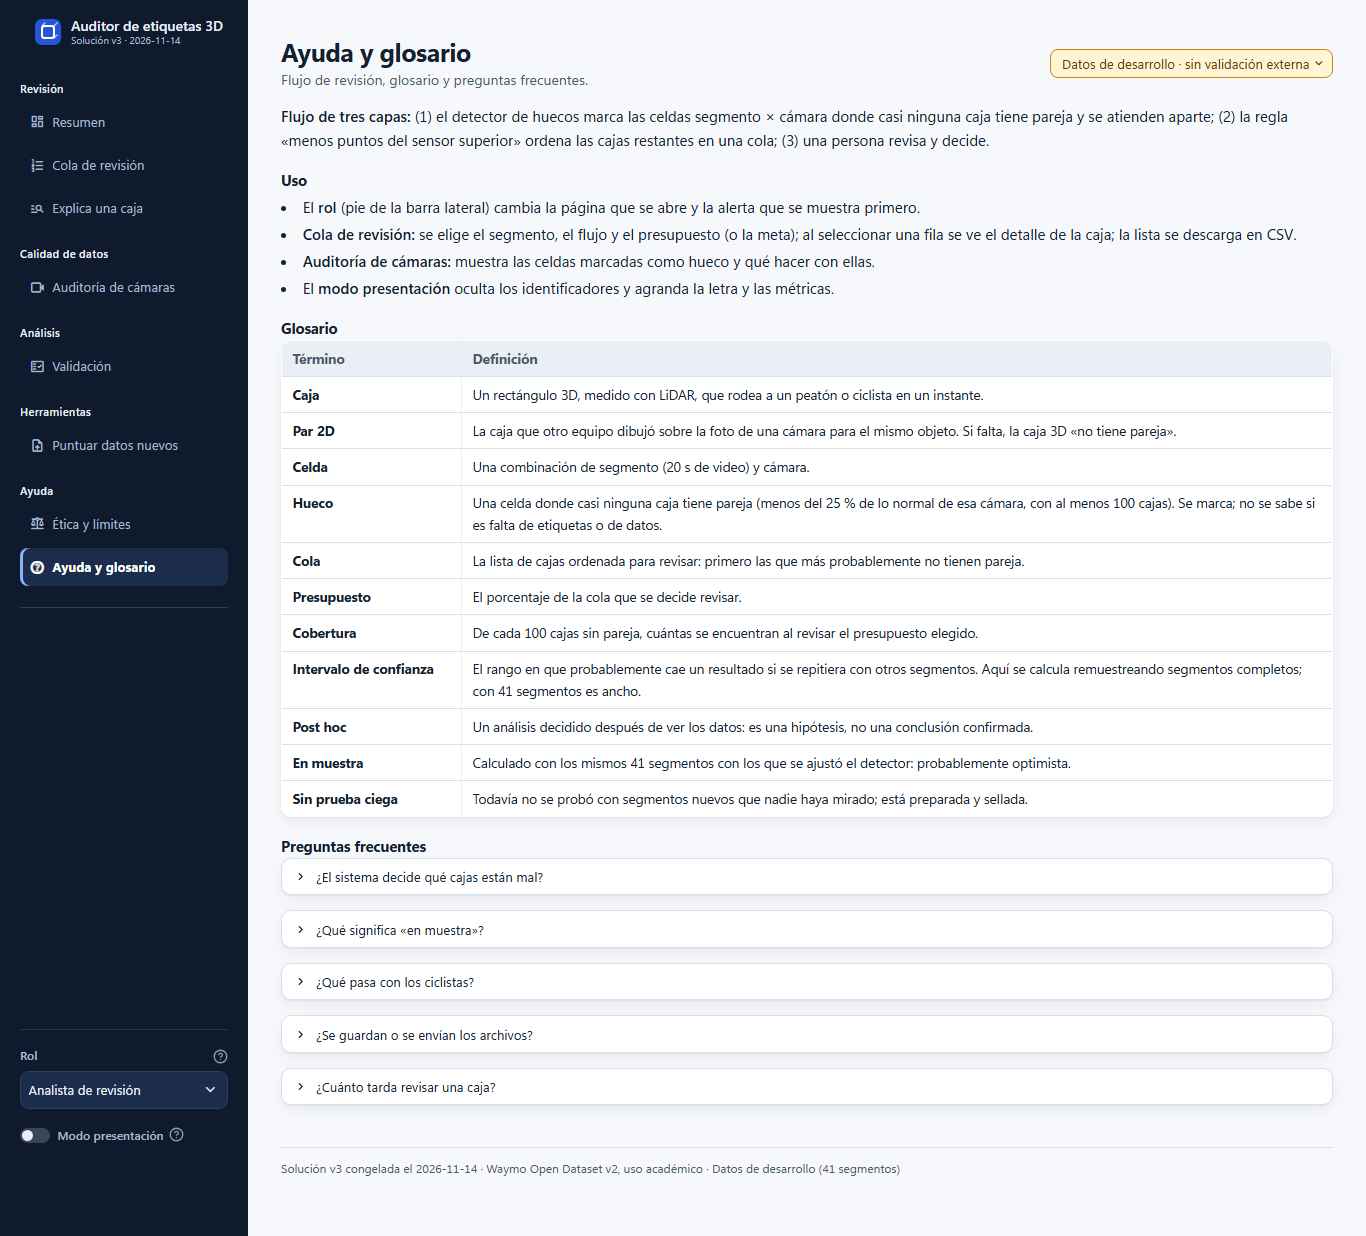 Auditor de etiquetas 3D
Solución v3 · 2026-11-14
Revisión
Resumen
Cola de revisión
Explica una caja
Calidad de datos
Auditoría de cámaras
Análisis
Validación
Herramientas
Puntuar datos nuevos
Ayuda
Ética y límites
Ayuda y glosario
Rol
Analista de revisión
Modo presentación
Ayuda y glosario
Flujo de revisión, glosario y preguntas frecuentes.
Datos de desarrollo · sin validación externa
Flujo de tres capas: (1) el detector de huecos marca las celdas segmento × cámara donde casi ninguna caja tiene pareja y se atienden aparte; (2) la regla
«menos puntos del sensor superior» ordena las cajas restantes en una cola; (3) una persona revisa y decide.
Uso
• El rol (pie de la barra lateral) cambia la página que se abre y la alerta que se muestra primero.
• Cola de revisión: se elige el segmento, el flujo y el presupuesto (o la meta); al seleccionar una fila se ve el detalle de la caja; la lista se descarga en CSV.
• Auditoría de cámaras: muestra las celdas marcadas como hueco y qué hacer con ellas.
• El modo presentación oculta los identificadores y agranda la letra y las métricas.
Glosario
Término Definición
Caja Un rectángulo 3D, medido con LiDAR, que rodea a un peatón o ciclista en un instante.
Par 2D La caja que otro equipo dibujó sobre la foto de una cámara para el mismo objeto. Si falta, la caja 3D «no tiene pareja».
Celda Una combinación de segmento (20 s de video) y cámara.
Hueco Una celda donde casi ninguna caja tiene pareja (menos del 25 % de lo normal de esa cámara, con al menos 100 cajas). Se marca; no se sabe si
es falta de etiquetas o de datos.
Cola La lista de cajas ordenada para revisar: primero las que más probablemente no tienen pareja.
Presupuesto El porcentaje de la cola que se decide revisar.
Cobertura De cada 100 cajas sin pareja, cuántas se encuentran al revisar el presupuesto elegido.
Intervalo de confianza El rango en que probablemente cae un resultado si se repitiera con otros segmentos. Aquí se calcula remuestreando segmentos completos;
con 41 segmentos es ancho.
Post hoc Un análisis decidido después de ver los datos: es una hipótesis, no una conclusión confirmada.
En muestra Calculado con los mismos 41 segmentos con los que se ajustó el detector: probablemente optimista.
Sin prueba ciega Todavía no se probó con segmentos nuevos que nadie haya mirado; está preparada y sellada.
Preguntas frecuentes
¿El sistema decide qué cajas están mal?
¿Qué significa «en muestra»?
¿Qué pasa con los ciclistas?
¿Se guardan o se envían los archivos?
¿Cuánto tarda revisar una caja?
Solución v3 congelada el 2026-11-14 · Waymo Open Dataset v2, uso académico · Datos de desarrollo (41 segmentos)